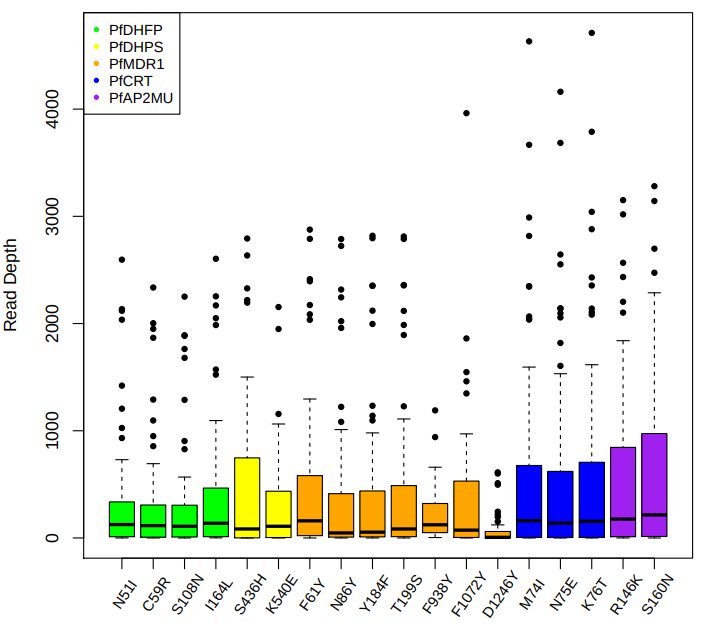 PfDHFP
PfDHPS
PfMDR1
PfCRT
PfAP2MU
Read Depth
4000
3000
2000
1000
0
N51I
C59R
S108N
I164L
S436H
K540E
F61Y
N86Y
Y184F
T199S
F938Y
F1072Y
D1246Y
M74I
N75E
K76T
R146K
S160N